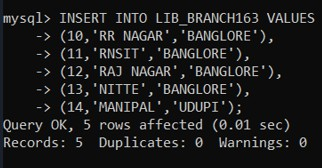 mysql> INSERT INTO LIB_BRANCH163 VALUES
-> (10,'RR NAGAR','BANGLORE'),
-> (11,'RNSIT','BANGLORE'),
-> (12,'RAJ NAGAR','BANGLORE'),
-> (13,'NITTE','BANGLORE'),
-> (14,'MANIPAL','UDUPI');
Query OK, 5 rows affected (0.01 sec)
Records: 5  Duplicates: 0  Warnings: 0